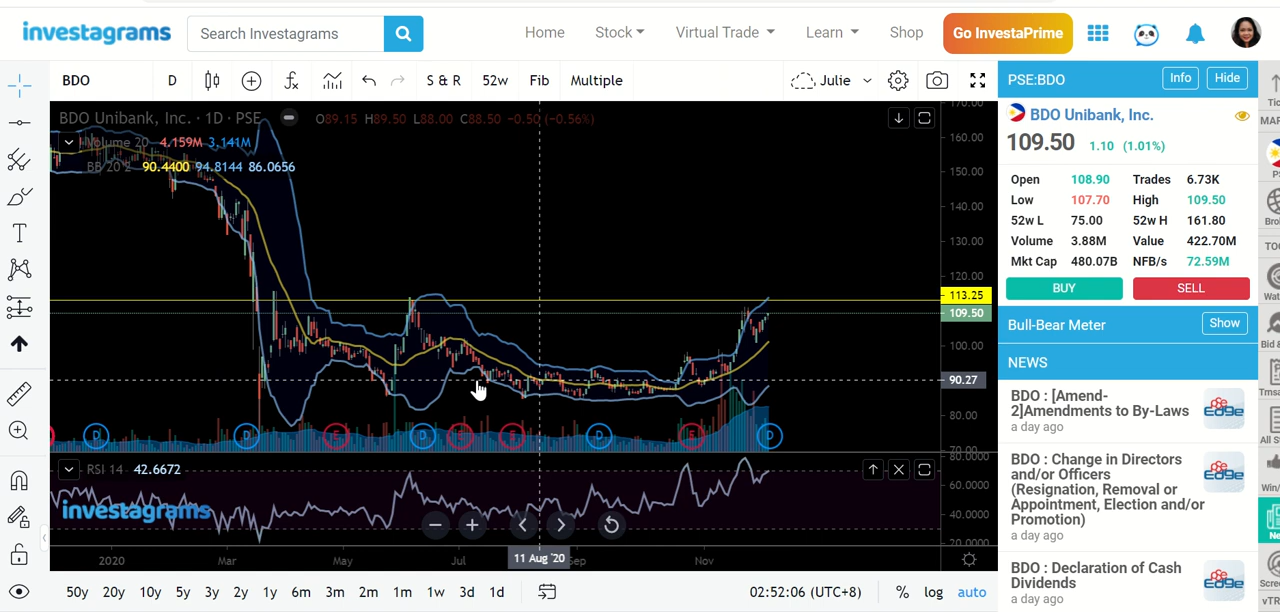 investagrams
Search Investagrams
Home
Stock
Virtual Trade
Learn
Shop
Go InvestaPrime
BDO
D
S & R
52w
Fib
Multiple
Julie
BDO Unibank, Inc. · 1D · PSE
O89.15 H89.50 L88.00 C88.50 -0.50 (-0.56%)
Volume 20 4.159M 3.141M
BB 20 2 90.4400 94.8144 86.0656
170.00
160.00
150.00
140.00
130.00
120.00
113.25
109.50
100.00
90.27
80.00
70.00
D
D
E
D
E
E
D
E
D
RSI 14 42.6672
investagrams
80.0000
60.0000
40.0000
20.0000
2020
Mar
May
Jul
11 Aug '20
Sep
Nov
50y
20y
10y
5y
3y
2y
1y
6m
3m
2m
1m
1w
3d
1d
02:52:06 (UTC+8)
%
log
auto
PSE:BDO
Info
Hide
BDO Unibank, Inc.
109.50 1.10 (1.01%)
Open 108.90 Trades 6.73K
Low 107.70 High 109.50
52w L 75.00 52w H 161.80
Volume 3.88M Value 422.70M
Mkt Cap 480.07B NFB/s 72.59M
BUY
SELL
Bull-Bear Meter
Show
NEWS
BDO : [Amend-
2]Amendments to By-Laws
a day ago
EDGE
BDO : Change in Directors
and/or Officers
(Resignation, Removal or
Appointment, Election and/or
Promotion)
a day ago
EDGE
BDO : Declaration of Cash
Dividends
a day ago
EDGE